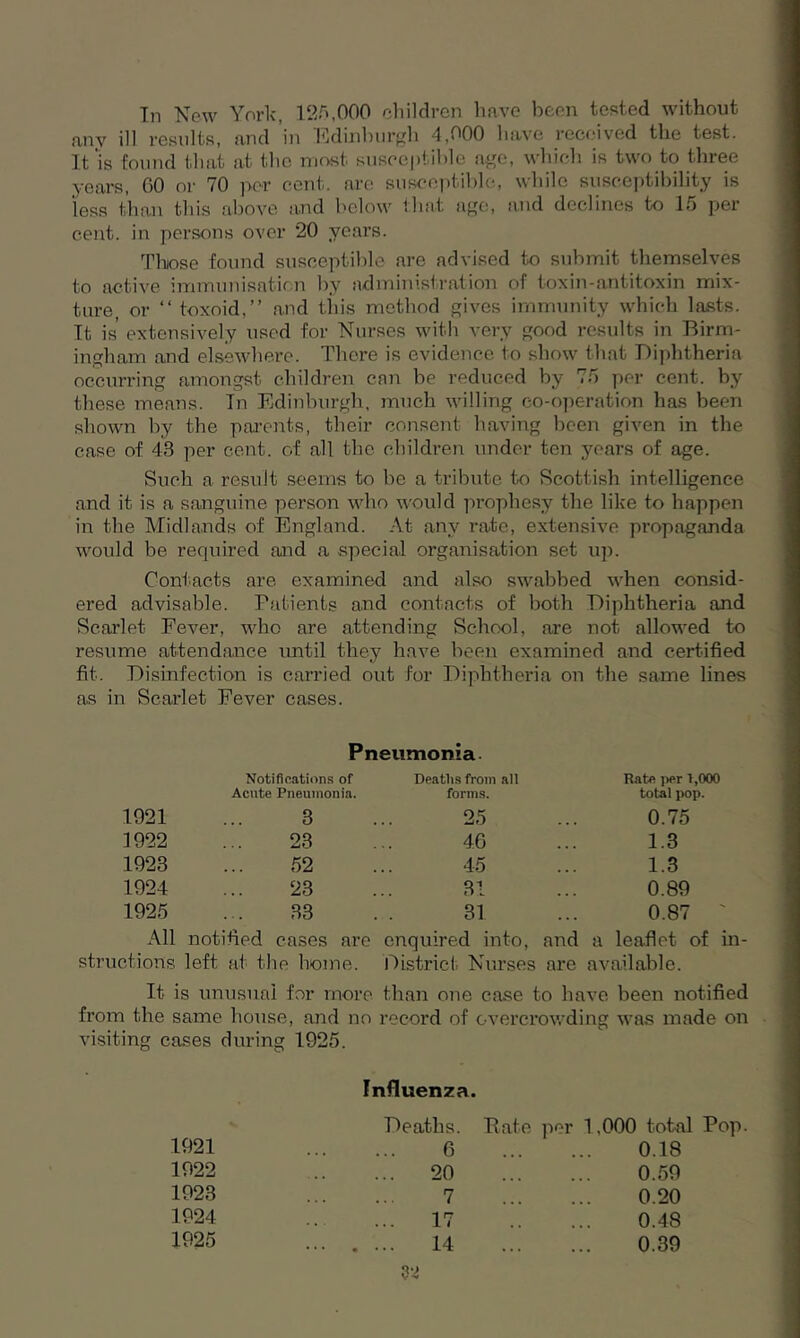 In New York, 125,000 children have been tested without
any ill results, and in Edinburgh 4,000 have received the test.
It is found that at the most susceptible age, which is two to three
years, 60 or 70 per cent. are susceptible, while susceptibility is
less than this above and below that age, and declines to 15 per
cent. in persons over 20 years.
Those found susceptible are advised to submit themselves
to active immunisation by administration of toxin-antitoxin mix-
ture, or “toxoid,” and this method gives immunity which lasts.
It is extensively used for Nurses with very good results in Birm-
ingham and elsewhere. There is evidence to show that Diphtheria
occurring amongst children can be reduced by 75 per cent. by
these means. In Edinburgh, much willing co-operation has been
shown by the parents, their consent having been given in the
case of 43 per cent. of all the children under ten years of age.
Such a result seems to be a tribute to Scottish intelligence
and it is a sanguine person who would prophesy the like to happen
in the Midlands of England. At any rate, extensive propaganda
would be required and a special organisation set up.
Contacts are examined and also swabbed when consid-
ered advisable. Patients and contacts of both Diphtheria and
Scarlet Fever, who are attending School, are not allowed to
resume attendance until they have been examined and certified
fit. Disinfection is carried out for Diphtheria on the same lines
as in Scarlet Fever cases.
Pneumonia.
Notifications of Deaths from all Rate per 1,000
Acute Pneumonia. forms. total pop.
1921 ... 3 ... 25 ... 0.75
1922 ... 23 ... 46 ... 1.3
1923 ... 52 ... 45 ... 1.3
1924 ... 23 ... 31 ... 0.89
1925 ... 33 . . 31 ... 0.87
All notified cases are enquired into, and a leaflet of in-
structions left at the home. District Nurses are available.
It is unusual for more than one case to have been notified
from the same house, and no record of overcrowding was made on
visiting cases during 1925.
Influenza.
Deaths. Rate per 1,000 total Pop.
1921 ... ... 6 ... ... 0.18
1922 .. ... 20 ... ... 0.59
1923 ... ... 7 ... ... 0.20
1924 .. ... 17 .. ... 0.48
1925 ... . ... 14 ... ... 0.39
32